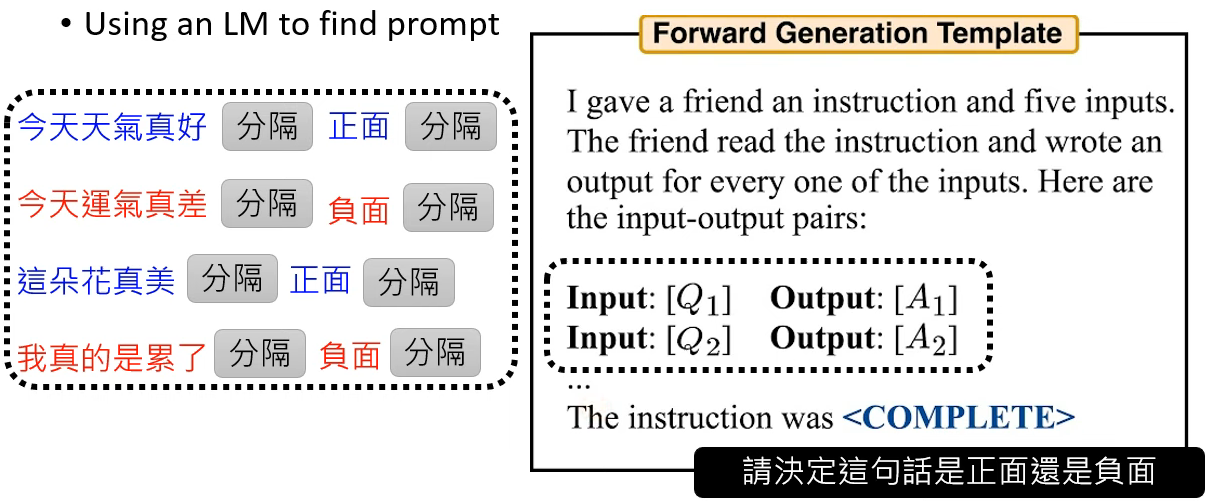 • Using an LM to find prompt
今天天氣真好 分隔 正面 分隔
今天運氣真差 分隔 負面 分隔
這朵花真美 分隔 正面 分隔
我真的是累了 分隔 負面 分隔
Forward Generation Template
I gave a friend an instruction and five inputs.
The friend read the instruction and wrote an
output for every one of the inputs. Here are
the input-output pairs:
Input: [Q₁] Output: [A₁]
Input: [Q₂] Output: [A₂]
...
The instruction was <COMPLETE>
請決定這句話是正面還是負面